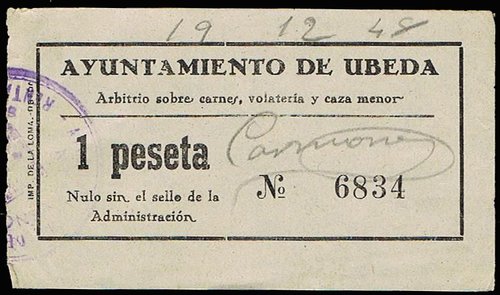 19 12 48
AYUNTAMIENTO DE UBEDA
Arbitrio sobre carnes, volatería y caza menor
1 peseta
Carmona
Nulo sin el sello de la
Administración
Nº 6834
IMP. DE LA LOMA.-